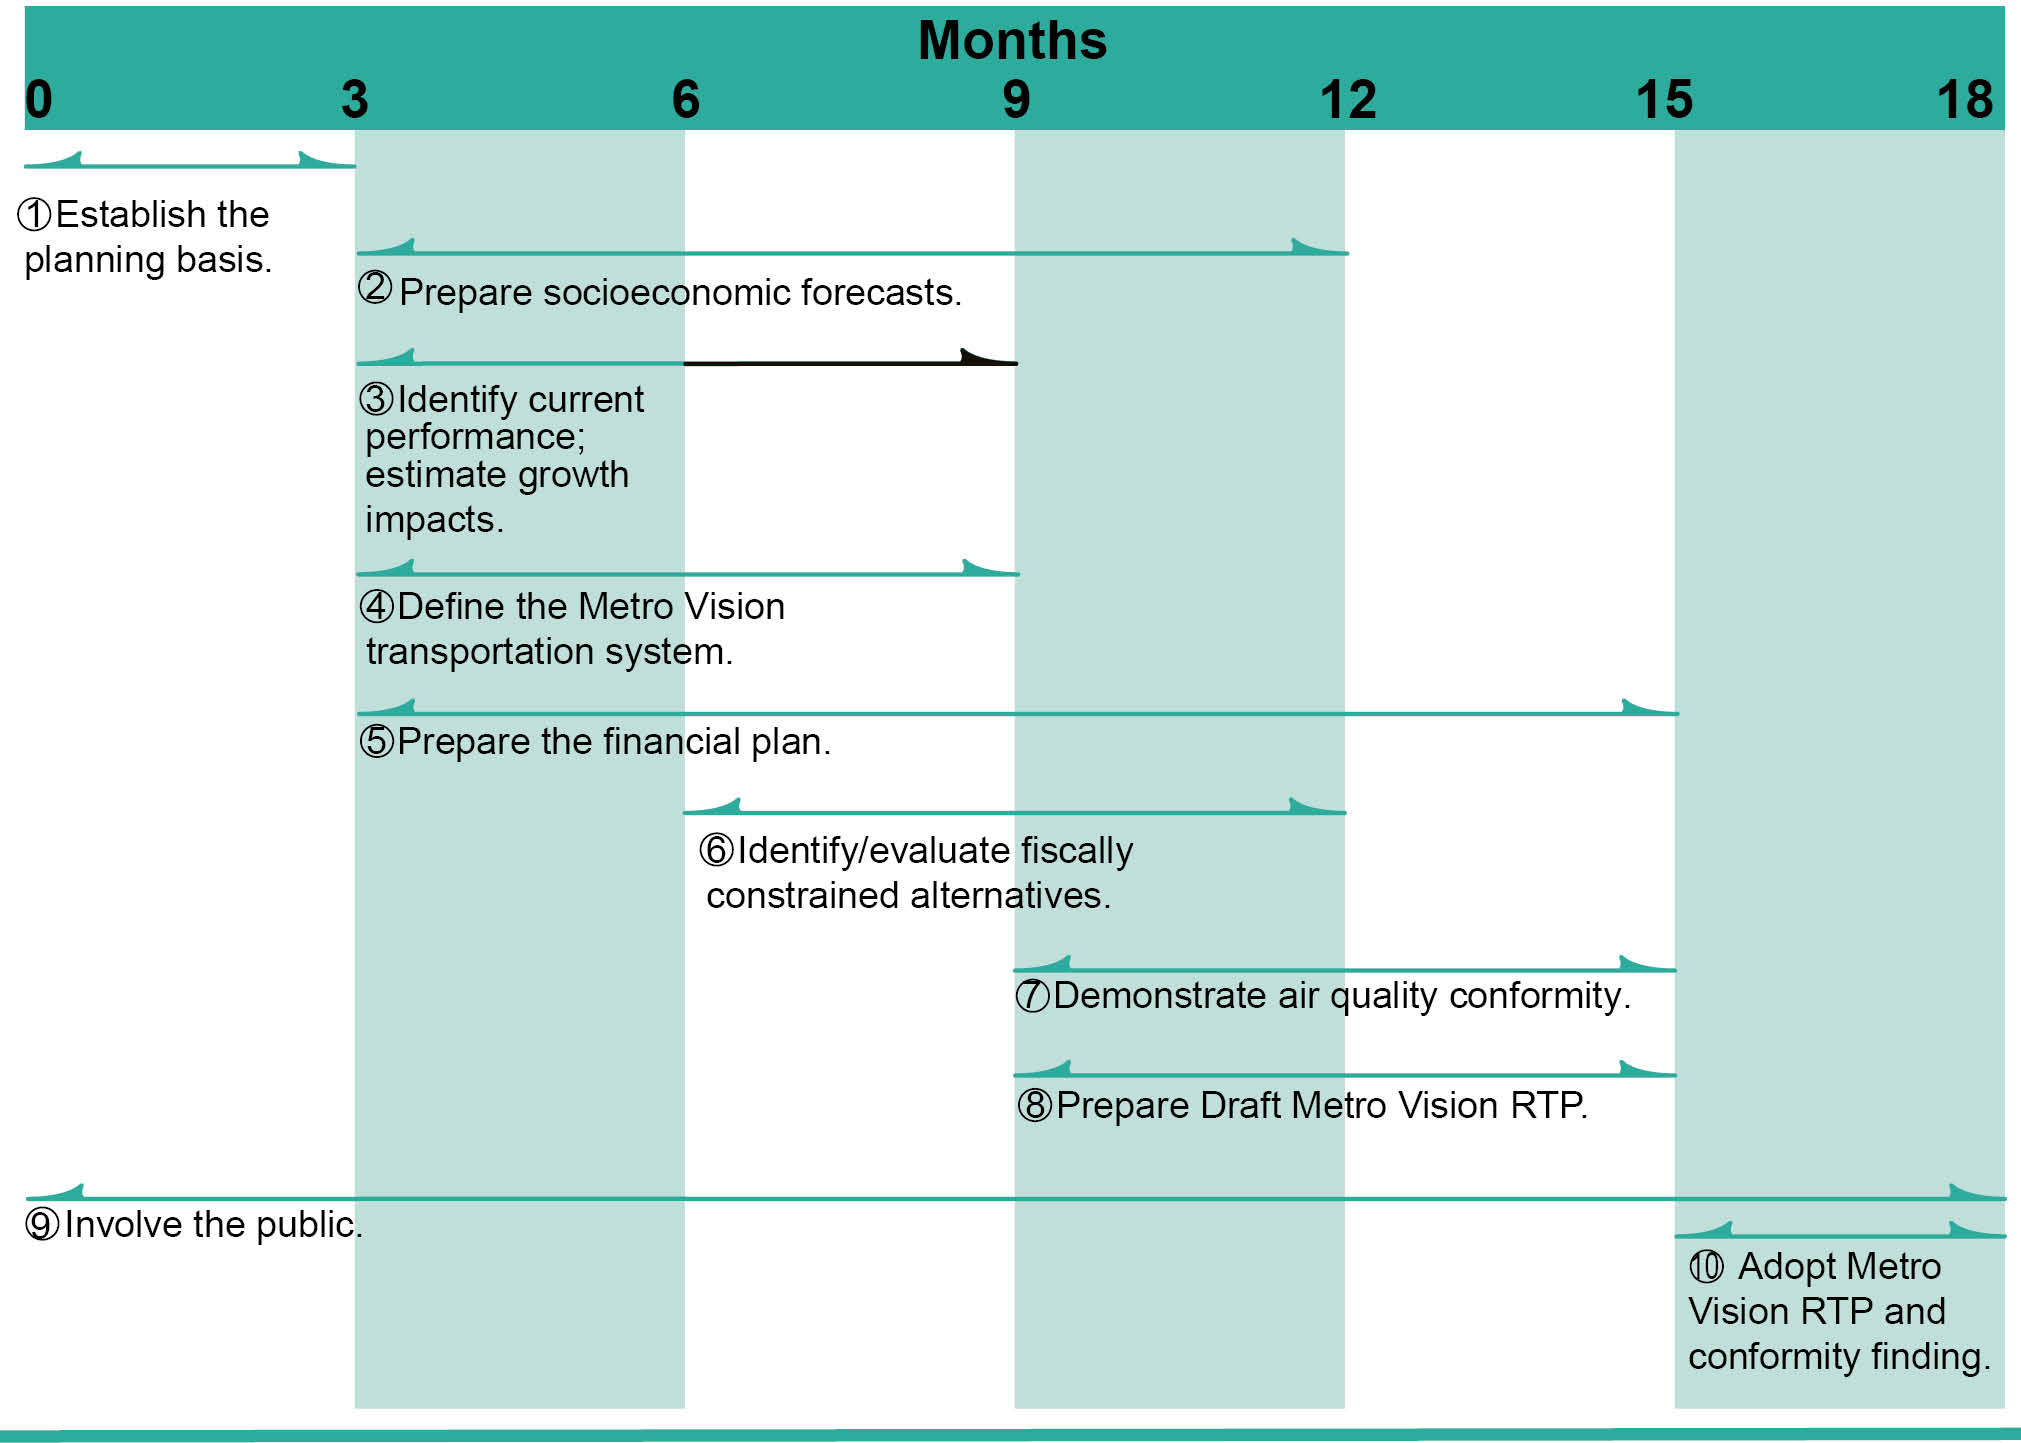 Months
0 3 6 9 12 15 18
①Establish the
planning basis.
② Prepare socioeconomic forecasts.
③Identify current
performance;
estimate growth
impacts.
④Define the Metro Vision
transportation system.
⑤Prepare the financial plan.
⑥Identify/evaluate fiscally
constrained alternatives.
⑦Demonstrate air quality conformity.
⑧Prepare Draft Metro Vision RTP.
⑨Involve the public.
⑩ Adopt Metro
Vision RTP and
conformity finding.